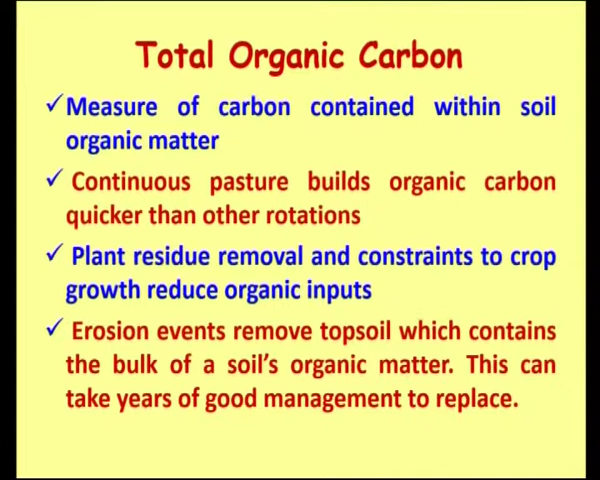 Total Organic Carbon
✓Measure of carbon contained within soil
organic matter
✓ Continuous pasture builds organic carbon
quicker than other rotations
✓ Plant residue removal and constraints to crop
growth reduce organic inputs
✓ Erosion events remove topsoil which contains
the bulk of a soil's organic matter. This can
take years of good management to replace.